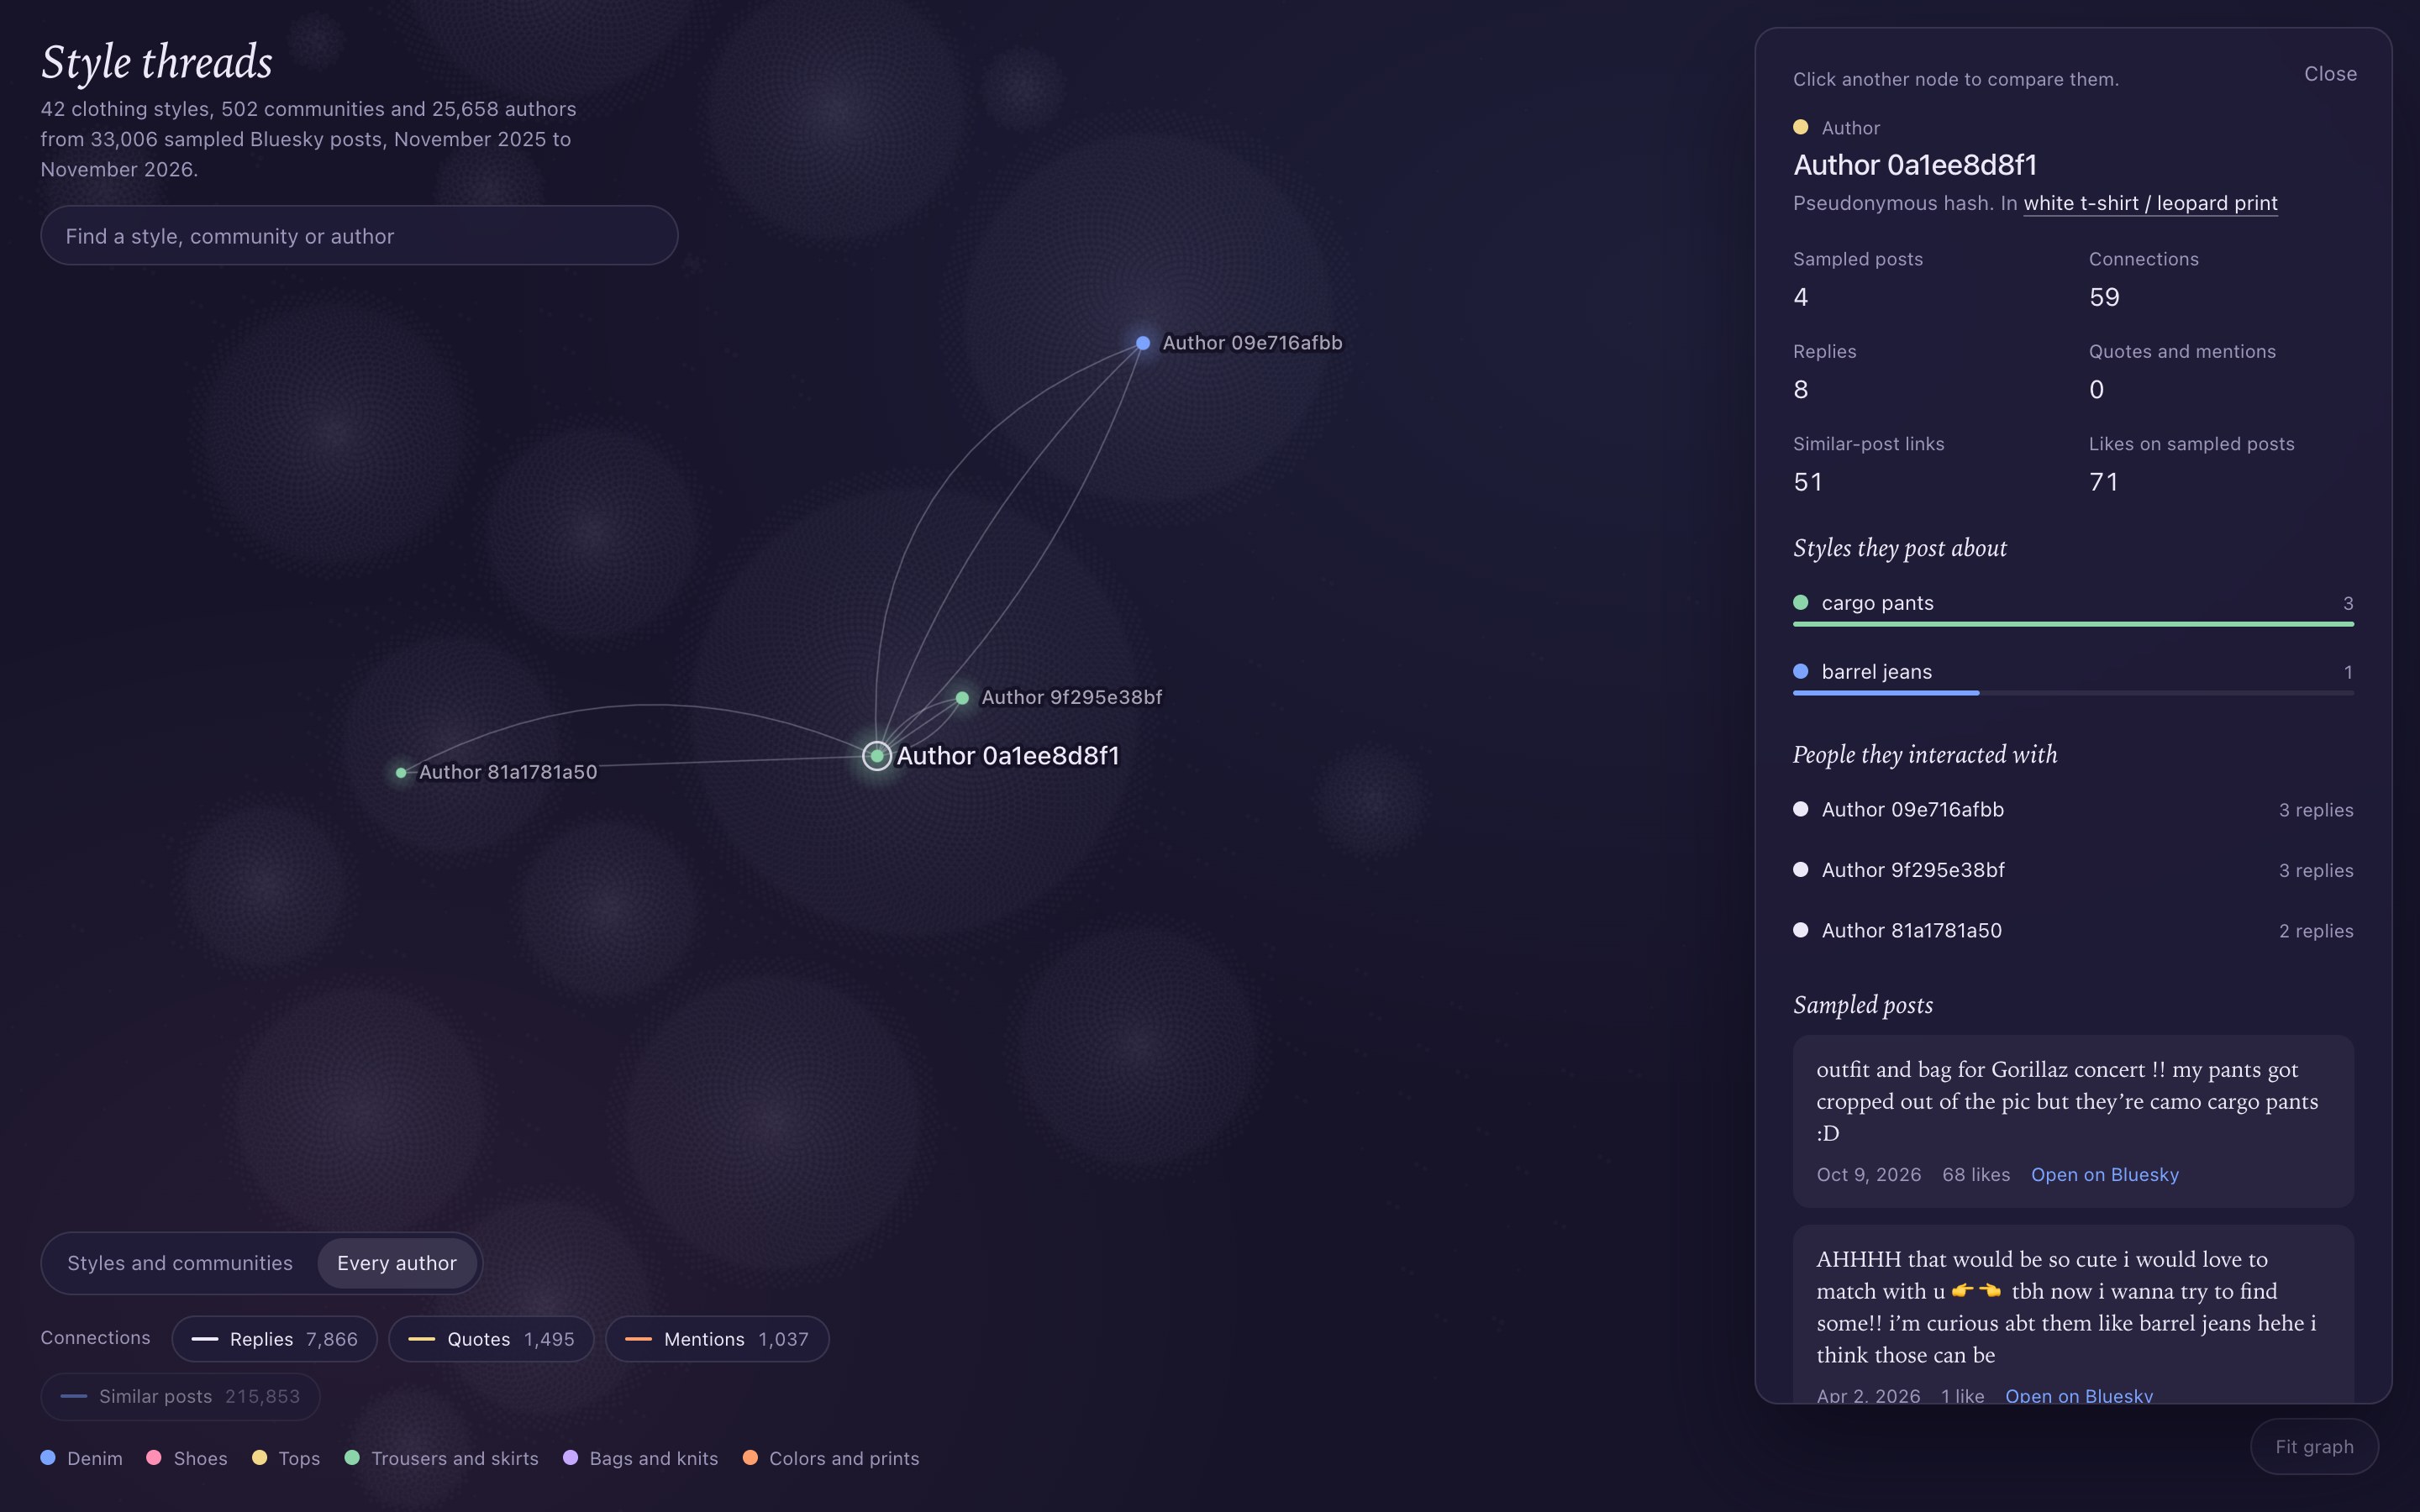 Style threads
42 clothing styles, 502 communities and 25,658 authors
from 33,006 sampled Bluesky posts, November 2025 to
November 2026.
Find a style, community or author
Author 09e716afbb
Author 9f295e38bf
Author 0a1ee8d8f1
Author 81a1781a50
Styles and communities
Every author
Connections
Replies 7,866
Quotes 1,495
Mentions 1,037
Similar posts 215,853
Denim
Shoes
Tops
Trousers and skirts
Bags and knits
Colors and prints
Click another node to compare them.
Close
Author
Author 0a1ee8d8f1
Pseudonymous hash. In white t-shirt / leopard print
Sampled posts
4
Connections
59
Replies
8
Quotes and mentions
0
Similar-post links
51
Likes on sampled posts
71
Styles they post about
cargo pants 3
barrel jeans 1
People they interacted with
Author 09e716afbb 3 replies
Author 9f295e38bf 3 replies
Author 81a1781a50 2 replies
Sampled posts
outfit and bag for Gorillaz concert !! my pants got
cropped out of the pic but they’re camo cargo pants
:D
Oct 9, 2026 68 likes Open on Bluesky
AHHHH that would be so cute i would love to
match with u 👉👈 tbh now i wanna try to find
some!! i’m curious abt them like barrel jeans hehe i
think those can be
Apr 2, 2026 1 like Open on Bluesky
Fit graph